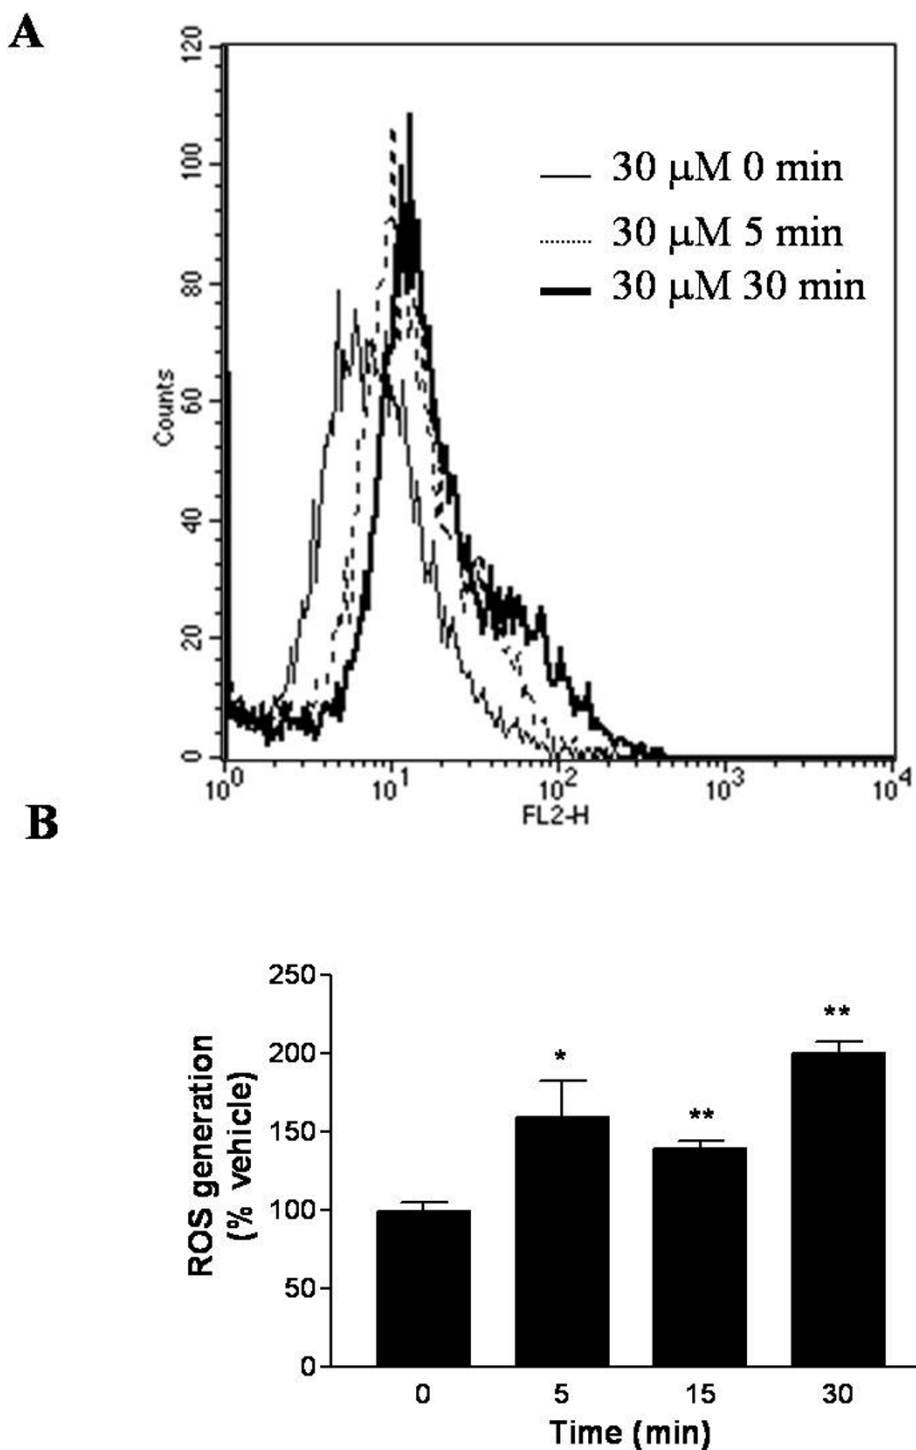 A
120
100
80
60
40
20
0
Counts
30 μM 0 min
30 μM 5 min
30 μM 30 min
10⁰ 10¹ 10² 10³ 10⁴
FL2-H
B
250
200
150
100
50
0
ROS generation
(% vehicle)
*
**
**
0 5 15 30
Time (min)